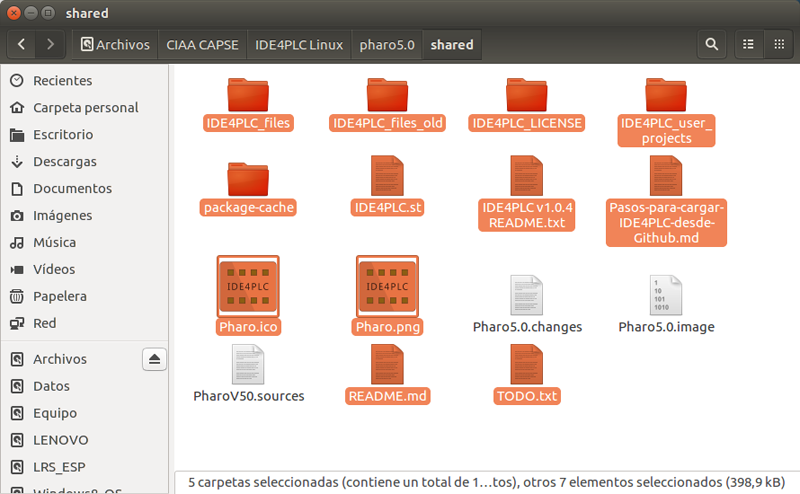 shared
Archivos
CIAA CAPSE
IDE4PLC Linux
pharo5.0
shared
Recientes
Carpeta personal
Escritorio
Descargas
Documentos
Imágenes
Música
Vídeos
Papelera
Red
Archivos
Datos
Equipo
LENOVO
LRS_ESP
Windows8_OS
IDE4PLC_files
IDE4PLC_files_old
IDE4PLC_LICENSE
IDE4PLC_user_
projects
package-cache
IDE4PLC.st
IDE4PLC v1.0.4
README.txt
Pasos-para-cargar-
IDE4PLC-desde-
Github.md
IDE4PLC
Pharo.ico
IDE4PLC
Pharo.png
Pharo5.0.changes
1
10
101
1010
Pharo5.0.image
PharoV50.sources
README.md
TODO.txt
5 carpetas seleccionadas (contiene un total de 1…tos), otros 7 elementos seleccionados (398,9 kB)